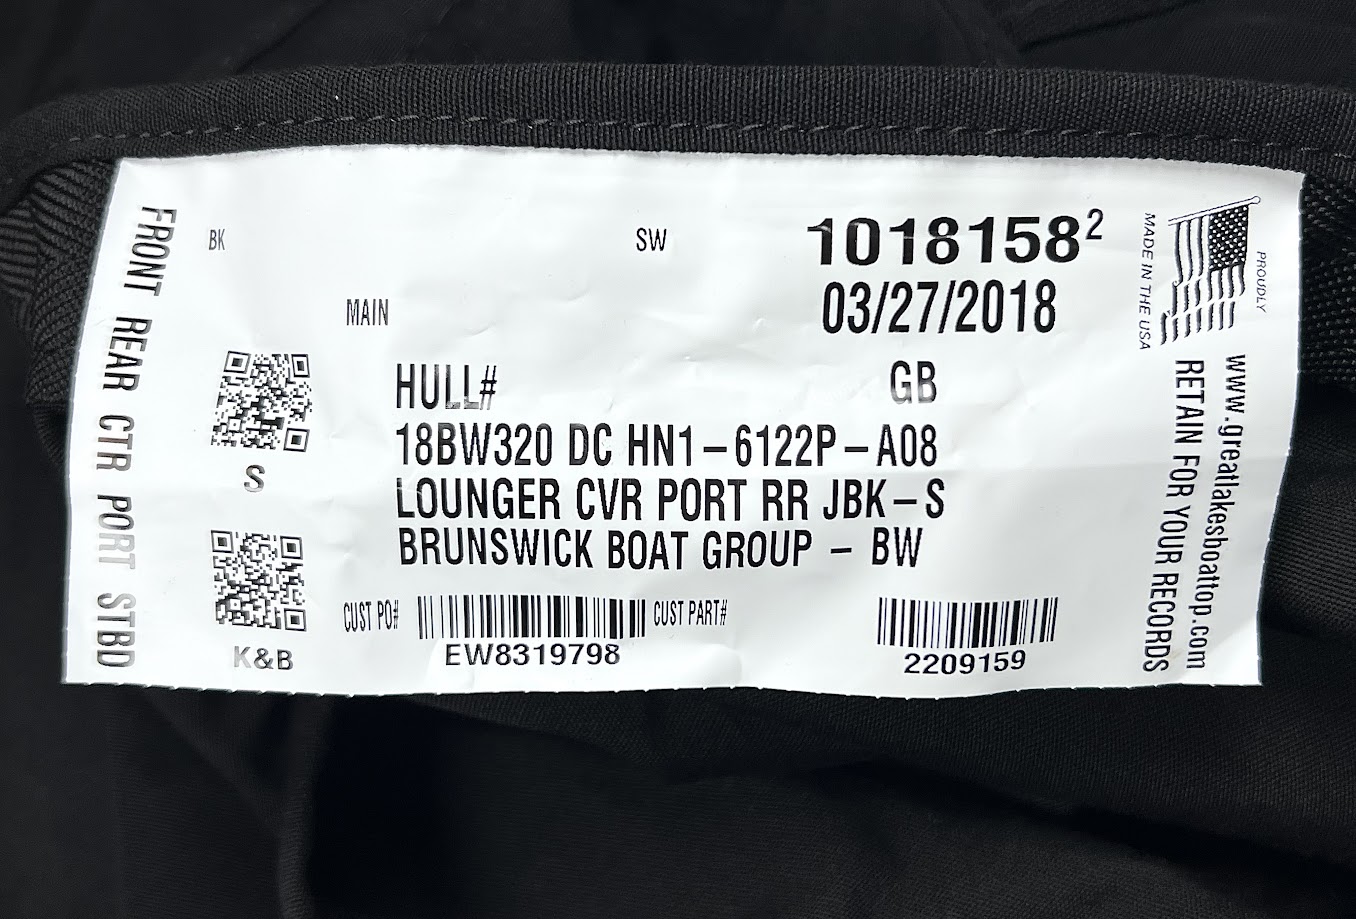 FRONT REAR CTR PORT STBD
BK
SW
1018158²
MAIN
03/27/2018
HULL#
GB
18BW320 DC HN1-6122P-A08
LOUNGER CVR PORT RR JBK-S
BRUNSWICK BOAT GROUP - BW
S
K&B
CUST PO#
EW8319798
CUST PART#
2209159
PROUDLY
MADE IN THE USA
www.greatlakesboattop.com
RETAIN FOR YOUR RECORDS